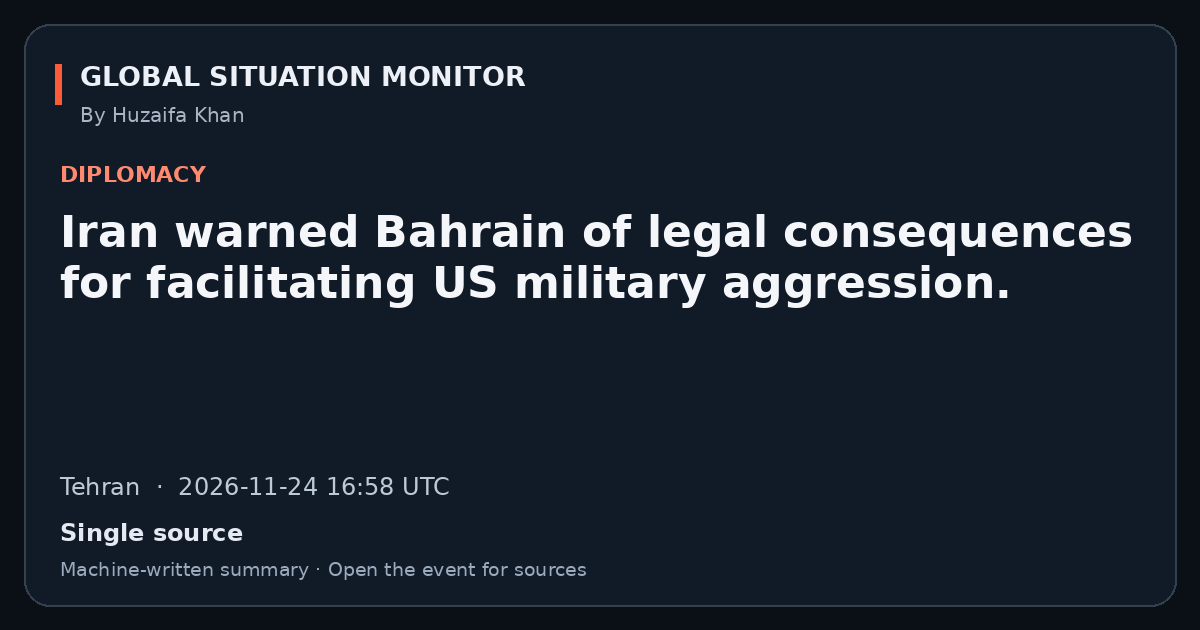 GLOBAL SITUATION MONITOR
By Huzaifa Khan
DIPLOMACY
Iran warned Bahrain of legal consequences
for facilitating US military aggression.
Tehran · 2026-11-24 16:58 UTC
Single source
Machine-written summary · Open the event for sources